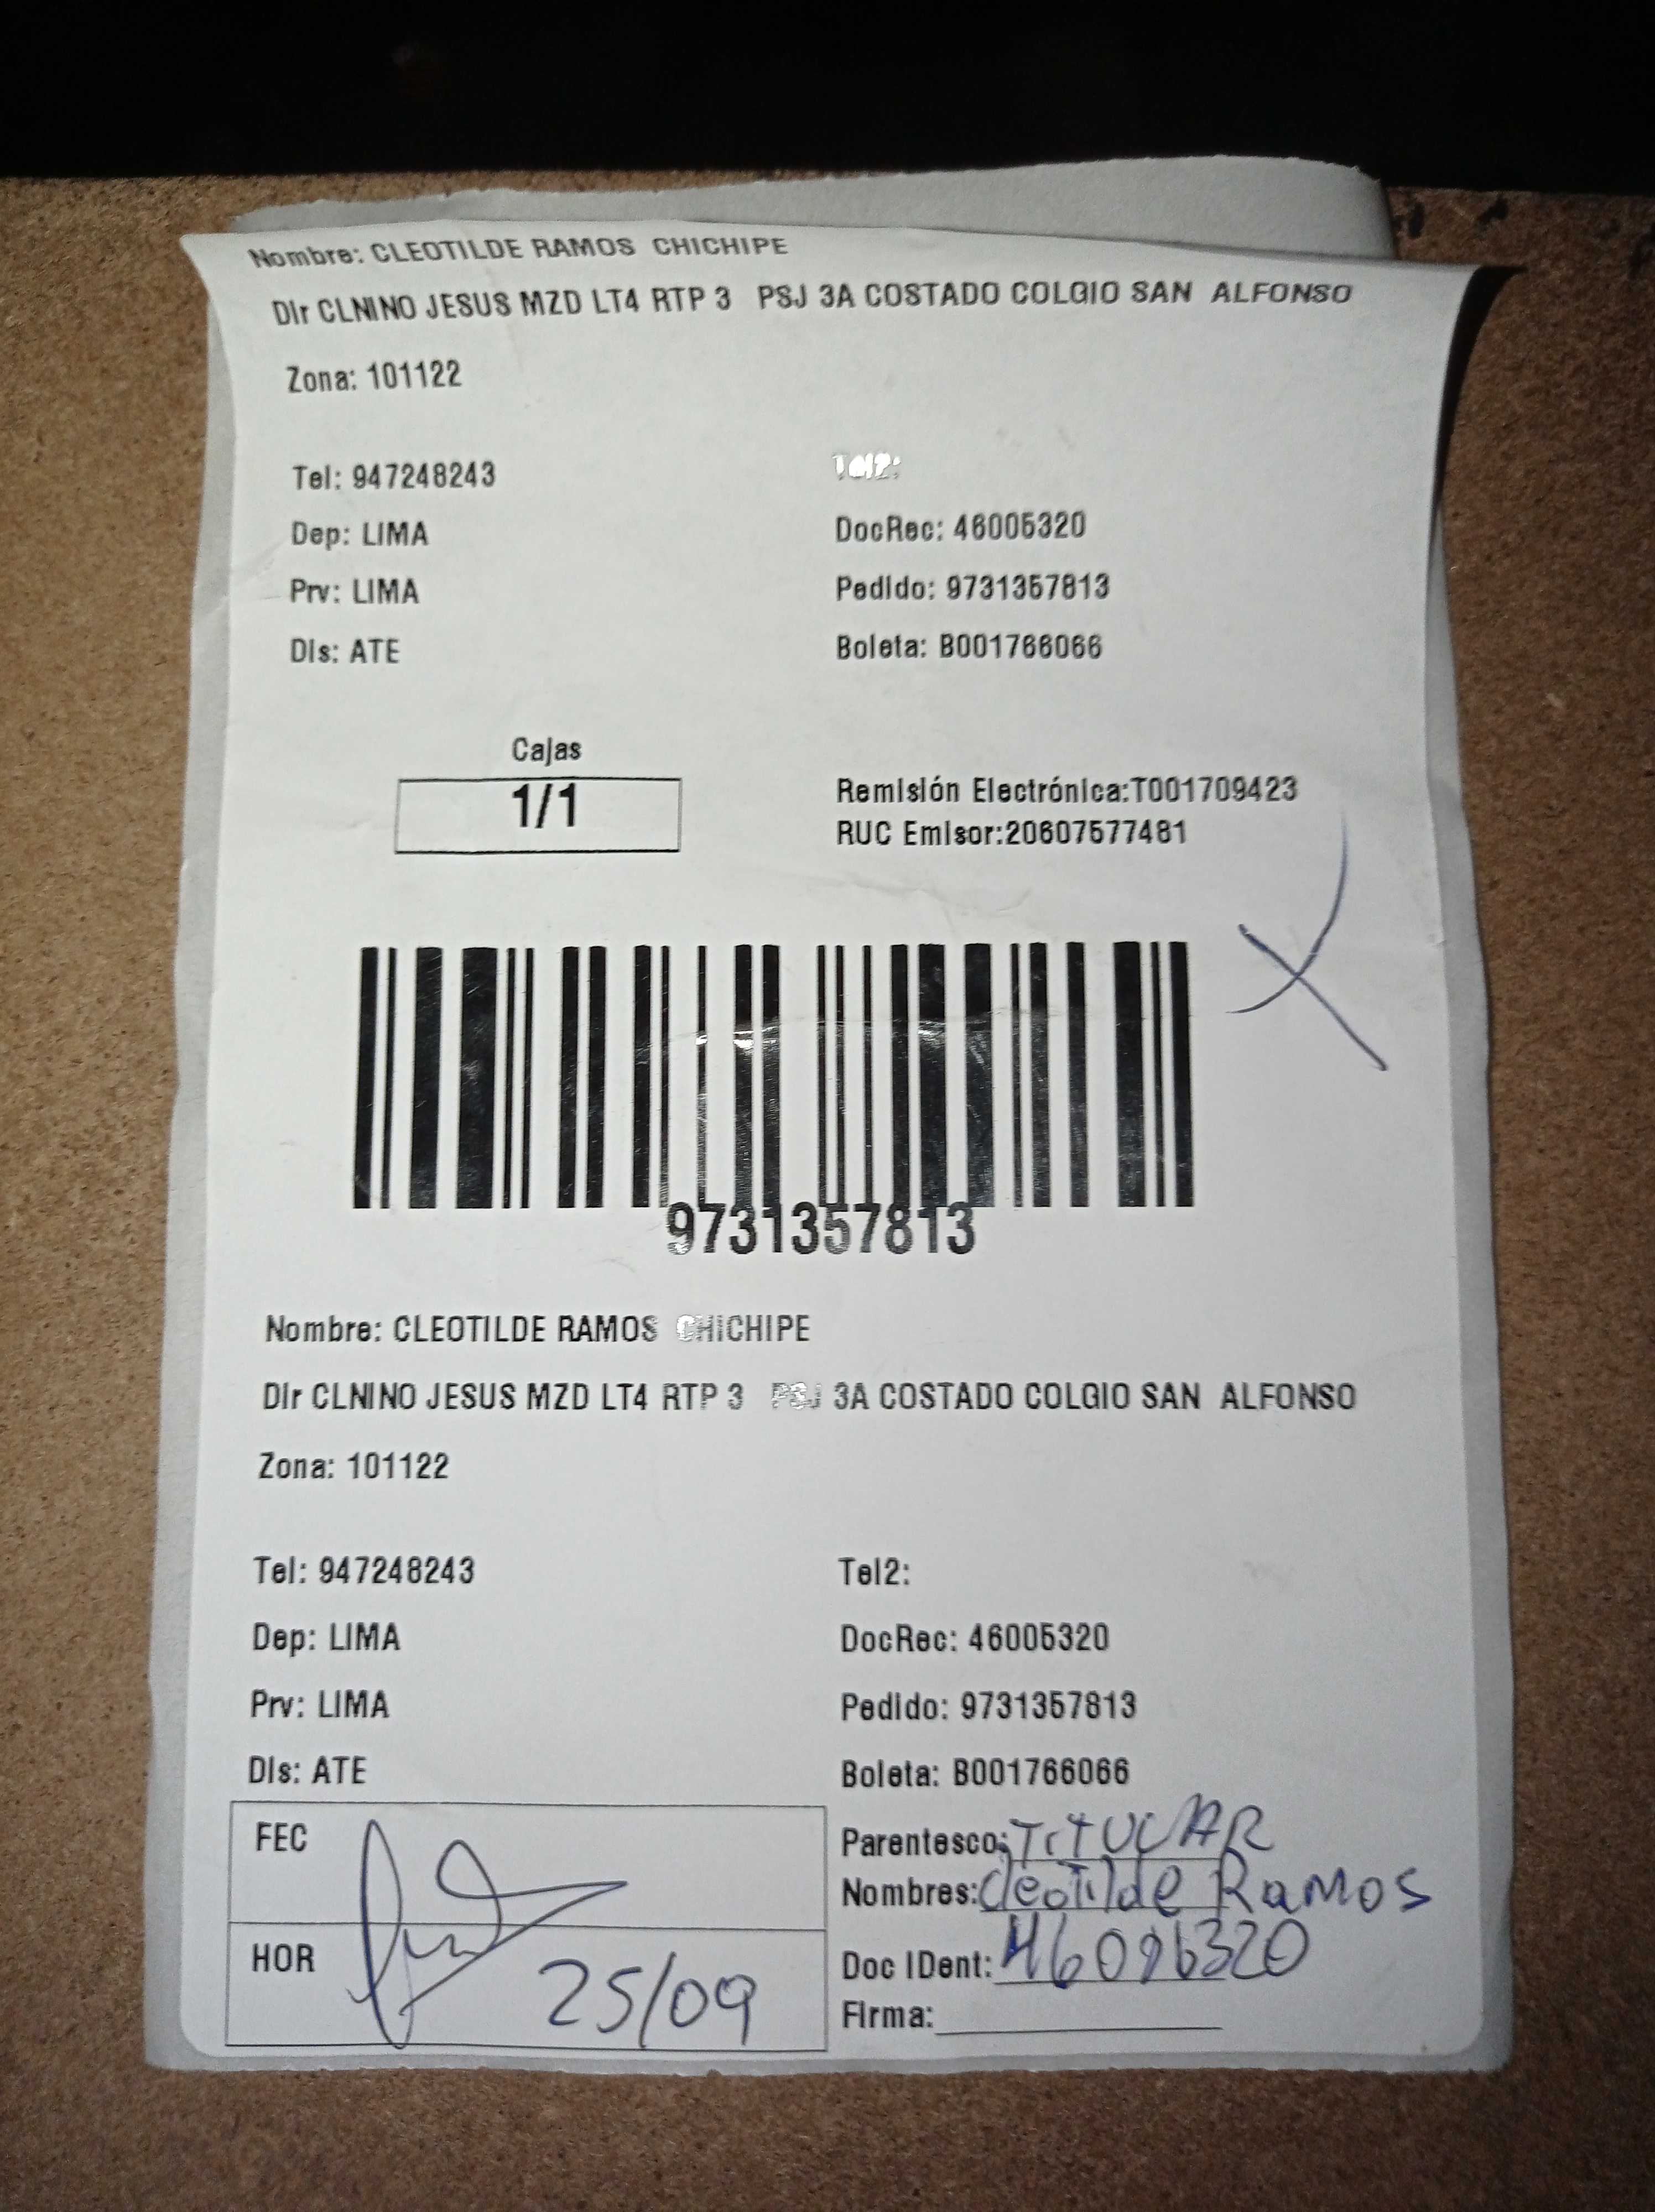 Nombre: CLEOTILDE RAMOS CHICHIPE
Dir CLNINO JESUS MZD LT4 RTP 3 PSJ 3A COSTADO COLGIO SAN ALFONSO
Zona: 101122
Tel: 947248243 Tel2:
Dep: LIMA DocRec: 46005320
Prv: LIMA Pedido: 9731357813
Dis: ATE Boleta: B001766066
Cajas
1/1
Remisión Electrónica:T001709423
RUC Emisor:20607577481
9731357813
Nombre: CLEOTILDE RAMOS CHICHIPE
Dir CLNINO JESUS MZD LT4 RTP 3 PSJ 3A COSTADO COLGIO SAN ALFONSO
Zona: 101122
Tel: 947248243 Tel2:
Dep: LIMA DocRec: 46005320
Prv: LIMA Pedido: 9731357813
Dis: ATE Boleta: B001766066
FEC
HOR 25/09
Parentesco: TiTULAR
Nombres: Cleotilde Ramos
Doc IDent:
Firma: